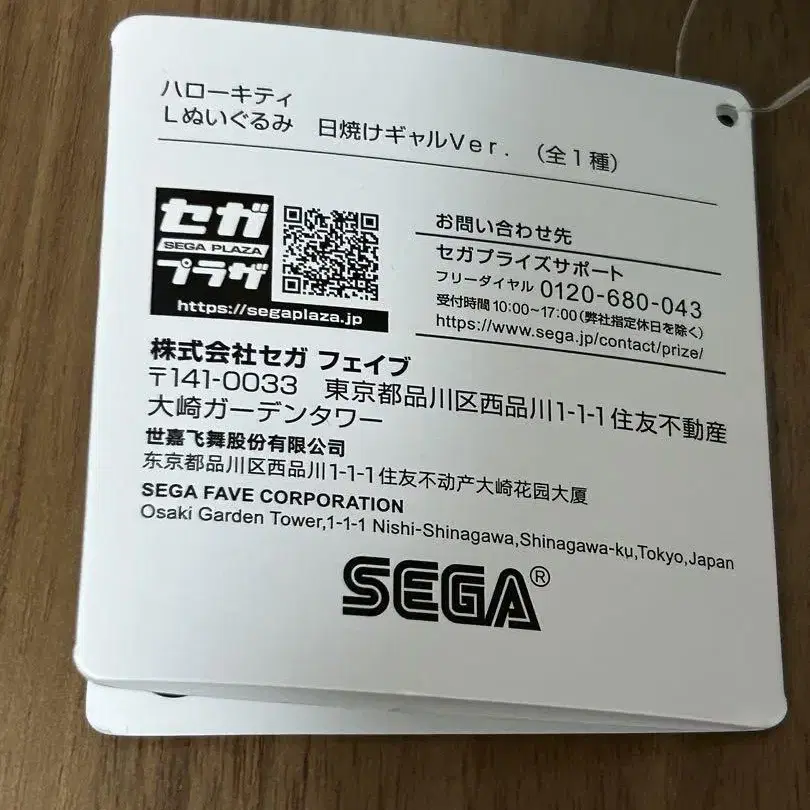 ハローキティ
Lぬいぐるみ 日焼けギャルVer. (全1種)
セガ
SEGA PLAZA
プラザ
https://segaplaza.jp
お問い合わせ先
セガプライズサポート
フリーダイヤル 0120-680-043
受付時間10:00~17:00(弊社指定休日を除く)
https://www.sega.jp/contact/prize/
株式会社セガ フェイブ
〒141-0033 東京都品川区西品川1-1-1住友不動産
大崎ガーデンタワー
世嘉飞舞股份有限公司
东京都品川区西品川1-1-1住友不动产大崎花园大厦
SEGA FAVE CORPORATION
Osaki Garden Tower,1-1-1 Nishi-Shinagawa,Shinagawa-ku,Tokyo,Japan
SEGA®